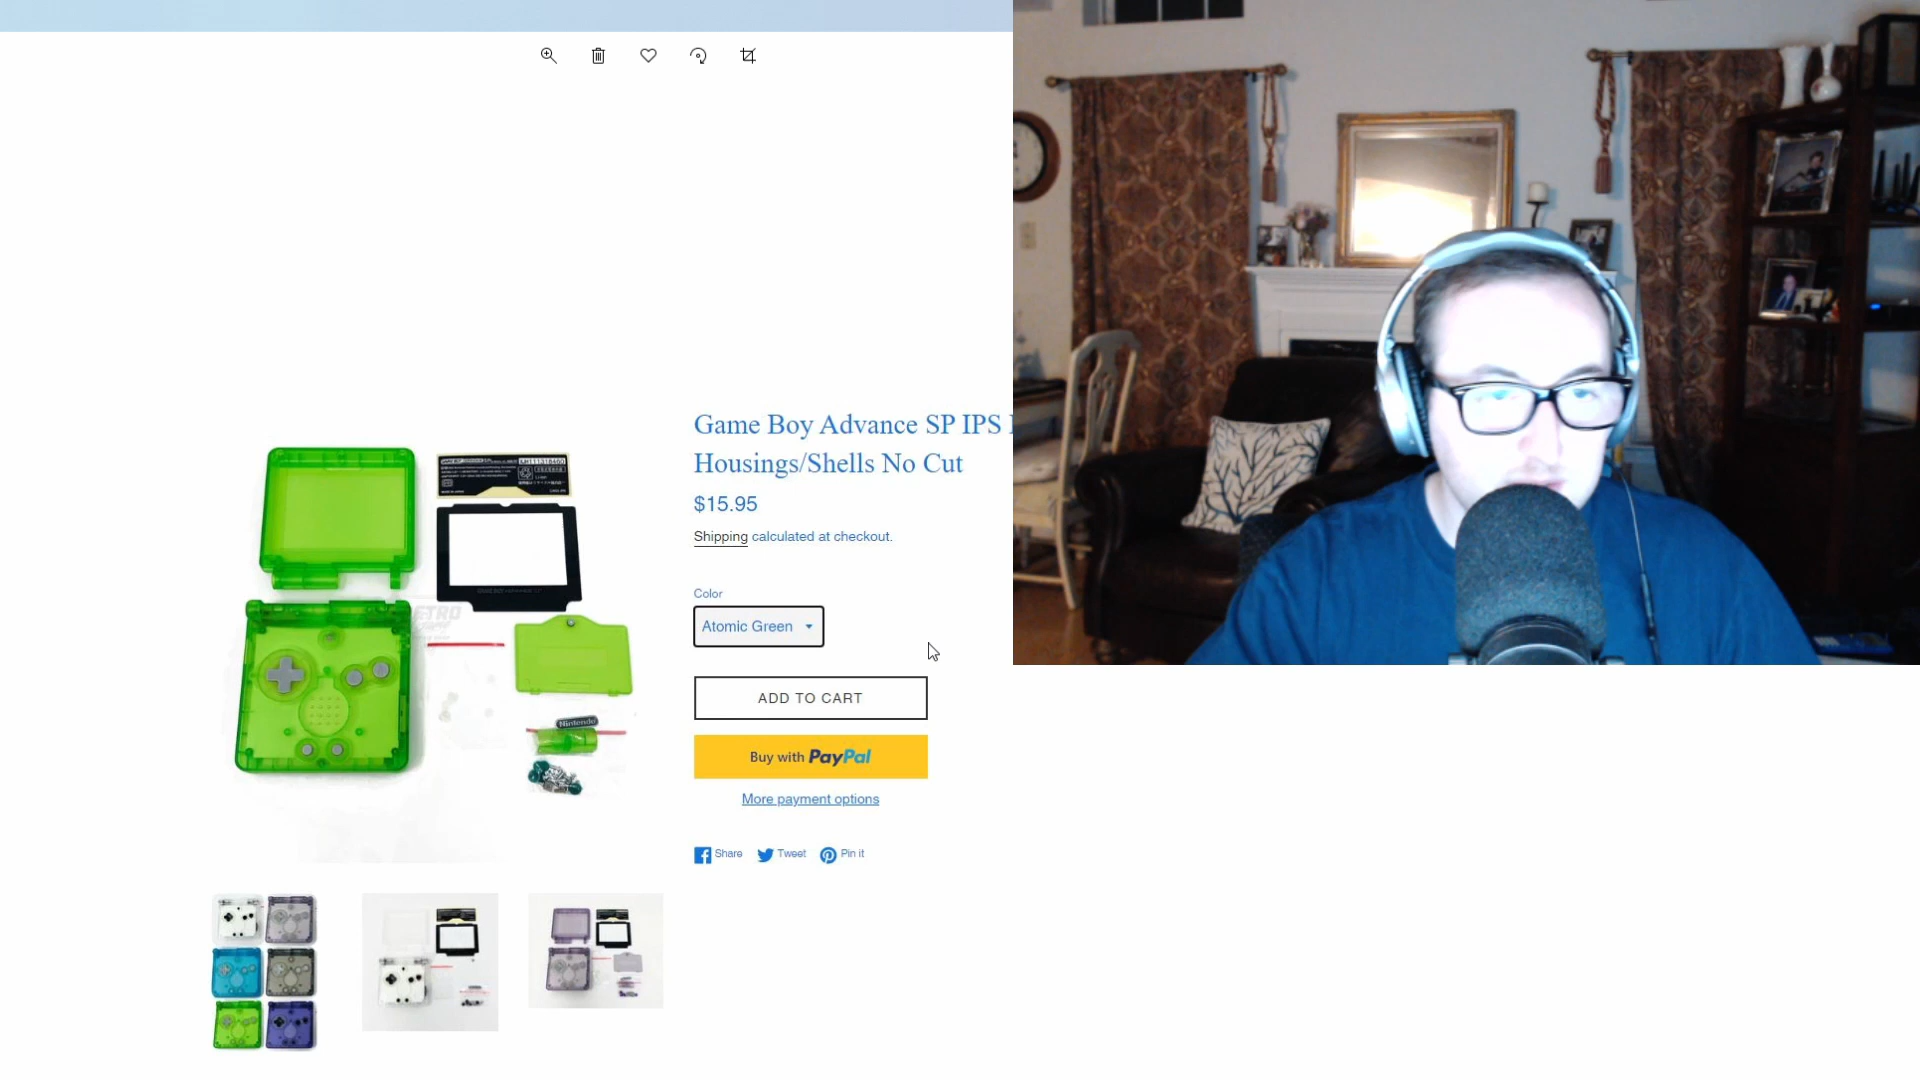 Game Boy Advance SP IPS
Housings/Shells No Cut
$15.95
Shipping calculated at checkout.
Color
Atomic Green
ADD TO CART
Buy with PayPal
More payment options
Share
Tweet
Pin it
Nintendo